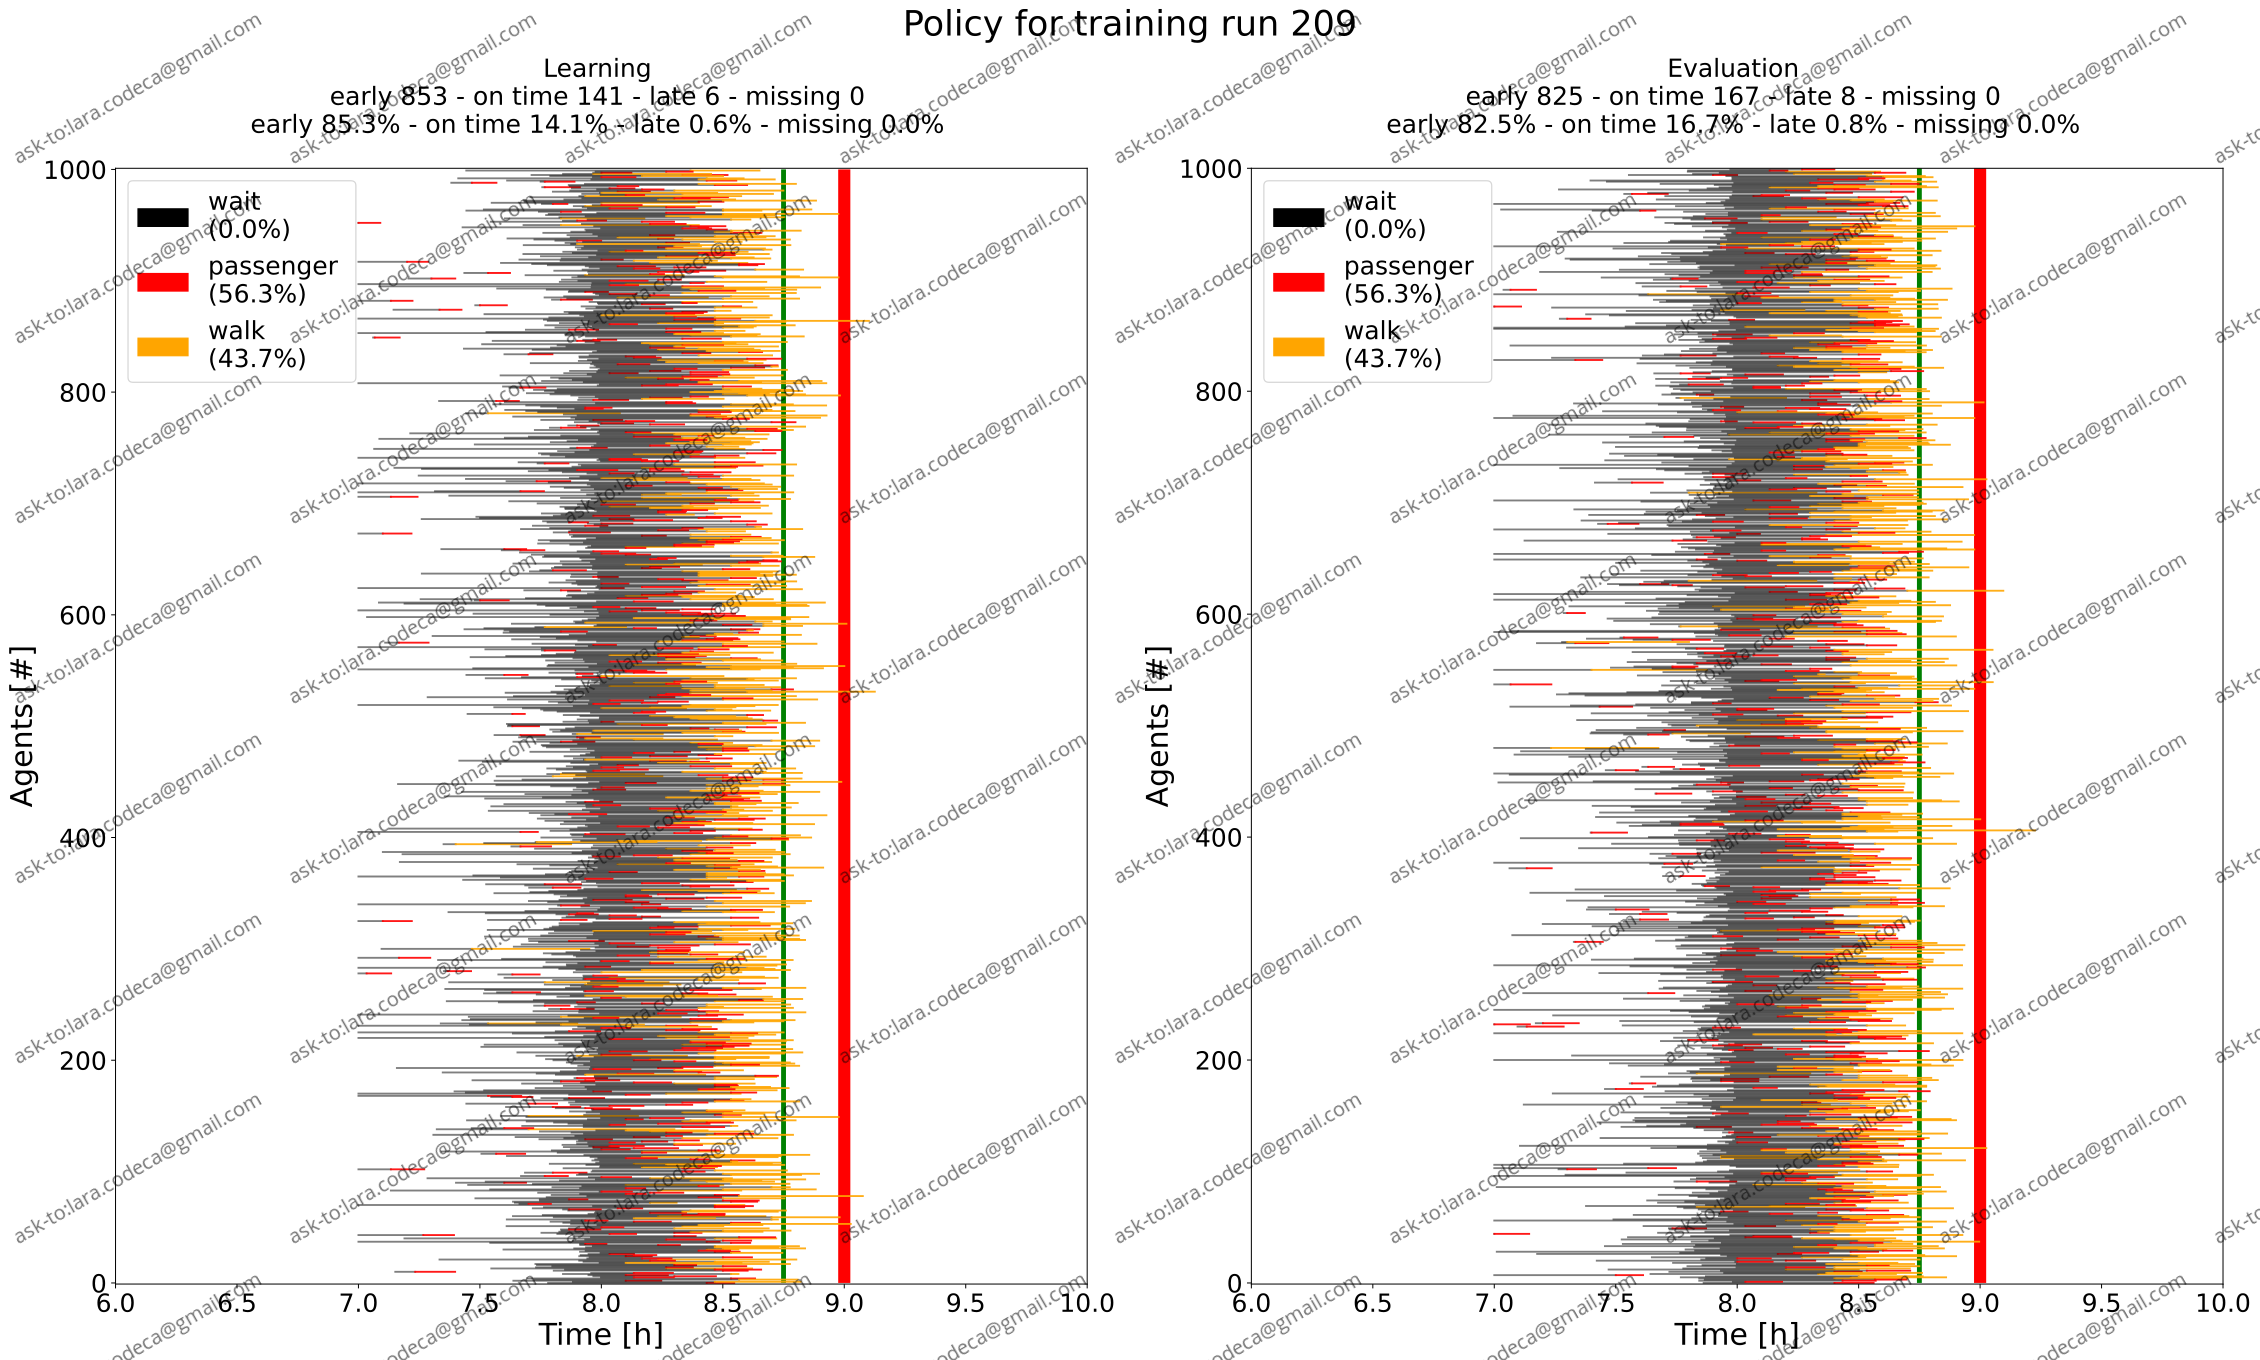 Policy for training run 209
Learning
early 853 - on time 141 - late 6 - missing 0
early 85.3% - on time 14.1% - late 0.6% - missing 0.0%
wait
(0.0%)
passenger
(56.3%)
walk
(43.7%)
Agents [#]
1000
800
600
400
200
0
6.0 6.5 7.0 7.5 8.0 8.5 9.0 9.5 10.0
Time [h]
Evaluation
early 825 - on time 167 - late 8 - missing 0
early 82.5% - on time 16.7% - late 0.8% - missing 0.0%
wait
(0.0%)
passenger
(56.3%)
walk
(43.7%)
Agents [#]
1000
800
600
400
200
0
6.0 6.5 7.0 7.5 8.0 8.5 9.0 9.5 10.0
Time [h]
ask-to:lara.codeca@gmail.com